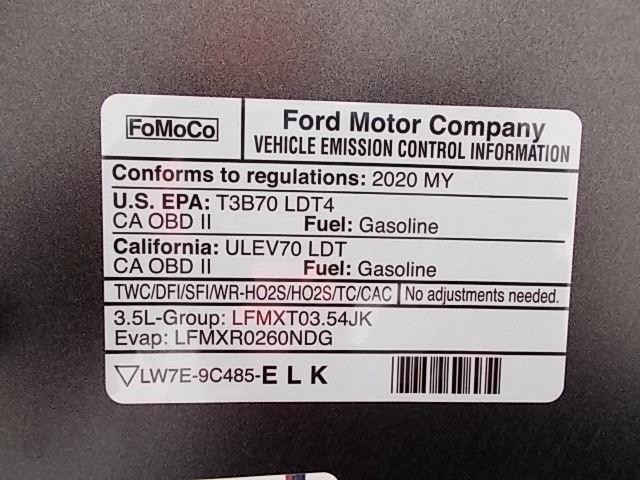 FoMoCo
Ford Motor Company
VEHICLE EMISSION CONTROL INFORMATION
Conforms to regulations: 2020 MY
U.S. EPA: T3B70 LDT4
CA OBD II Fuel: Gasoline
California: ULEV70 LDT
CA OBD II Fuel: Gasoline
TWC/DFI/SFI/WR-HO2S/HO2S/TC/CAC No adjustments needed.
3.5L-Group: LFMXT03.54JK
Evap: LFMXR0260NDG
▽LW7E-9C485-E L K